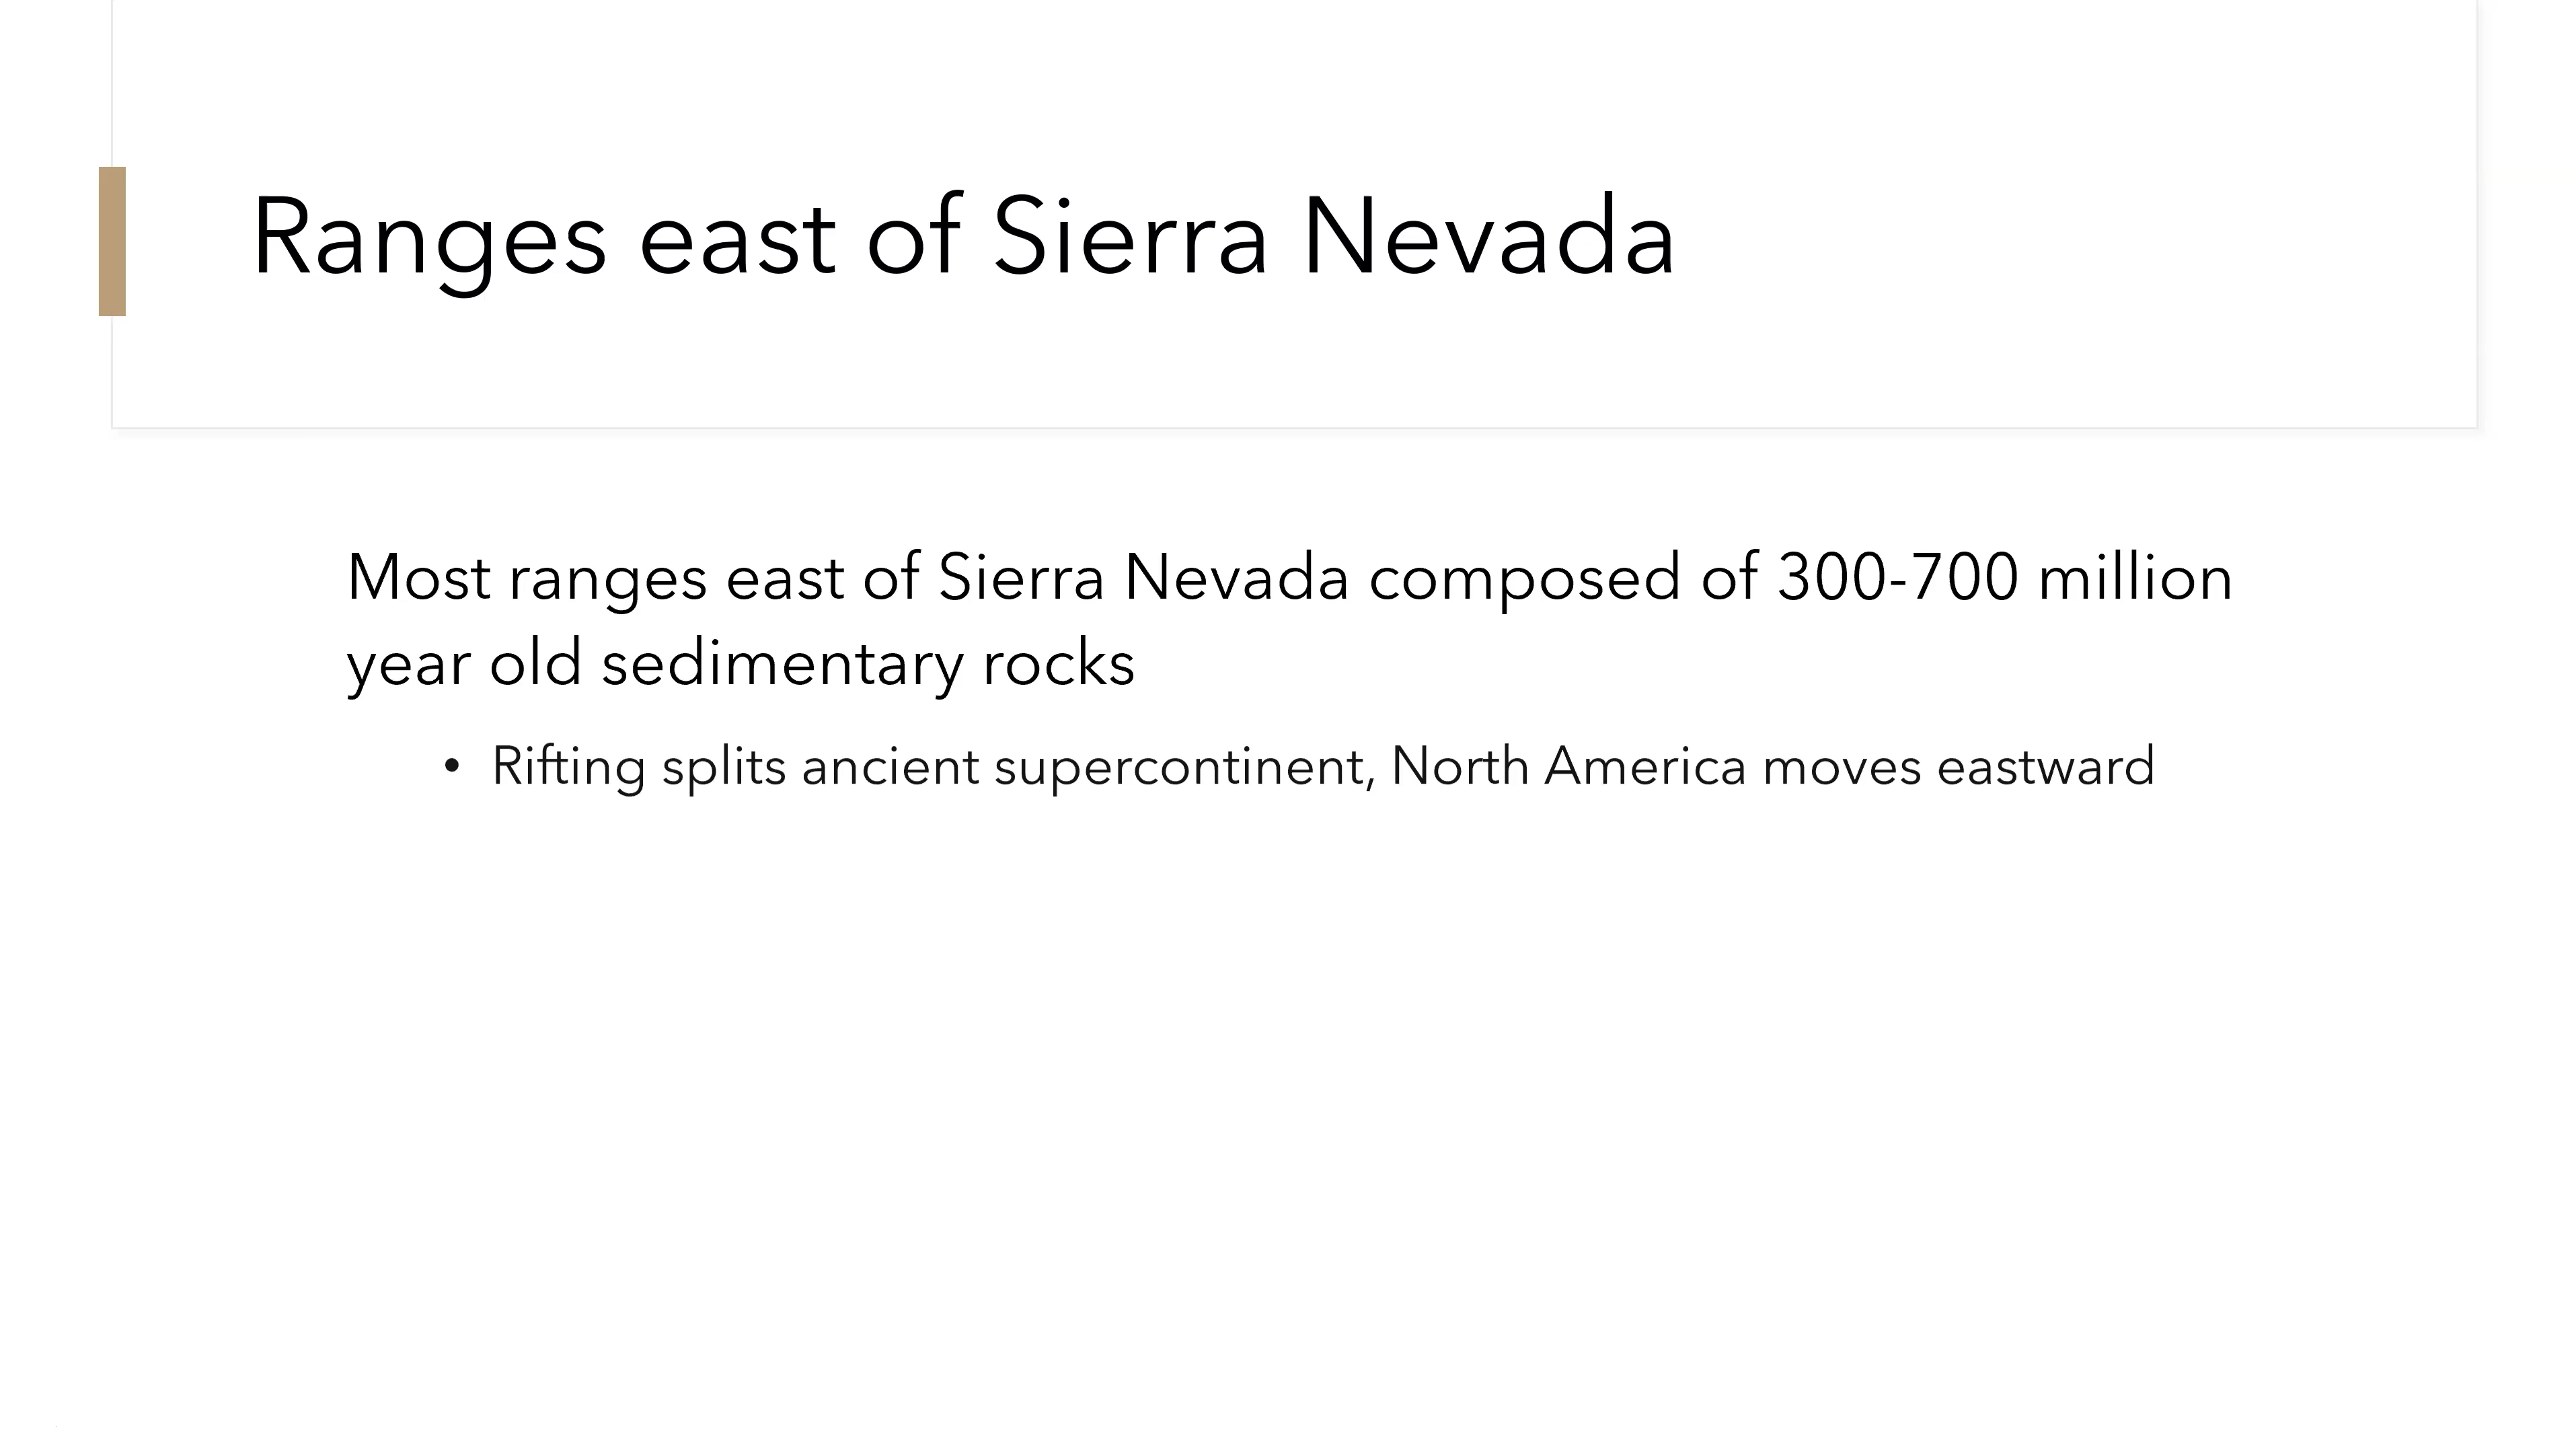 Ranges east of Sierra Nevada
Most ranges east of Sierra Nevada composed of 300-700 million
year old sedimentary rocks
• Rifting splits ancient supercontinent, North America moves eastward